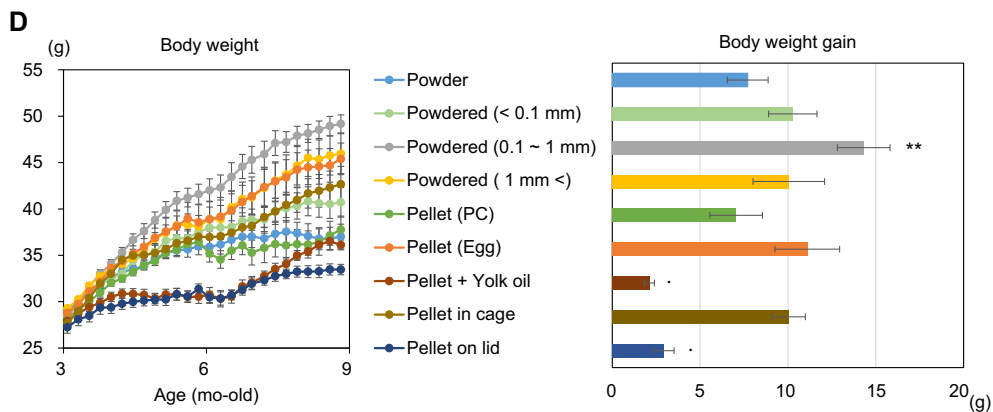 D
Body weight
(g)
55
50
45
40
35
30
25
3
6
9
Age (mo-old)
Powder
Powdered (< 0.1 mm)
Powdered (0.1 ~ 1 mm)
Powdered ( 1 mm <)
Pellet (PC)
Pellet (Egg)
Pellet + Yolk oil
Pellet in cage
Pellet on lid
Body weight gain
**
.
.
0
5
10
15
20
(g)